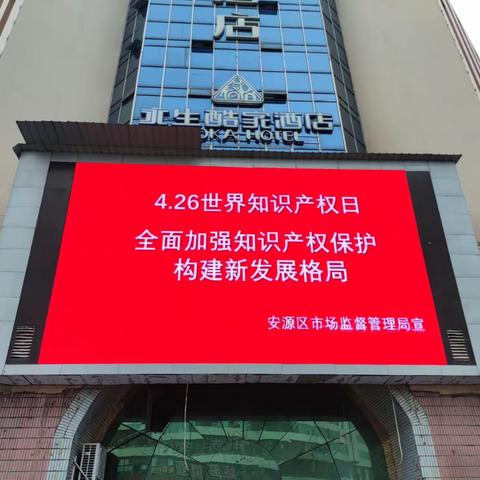 店
永生酷家酒店
OKA HOTEL
4.26世界知识产权日
全面加强知识产权保护
构建新发展格局
安源区市场监督管理局宣